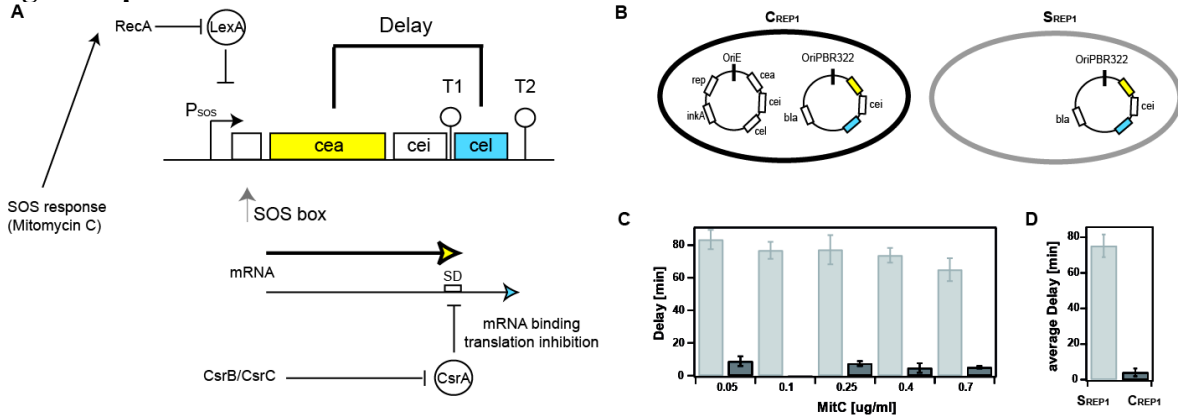 A
RecA
LexA
Delay
T1
T2
PSOS
cea
cei
cel
SOS response
(Mitomycin C)
SOS box
mRNA
SD
mRNA binding
translation inhibition
CsrB/CsrC
CsrA
B
CREP1
SREP1
OriE
rep
cea
cei
inkA
cel
OriPBR322
cei
bla
OriPBR322
cei
bla
C
Delay [min]
80
60
40
20
0
0.05 0.1 0.25 0.4 0.7
MitC [ug/ml]
D
average Delay [min]
80
60
40
20
0
SREP1 CREP1